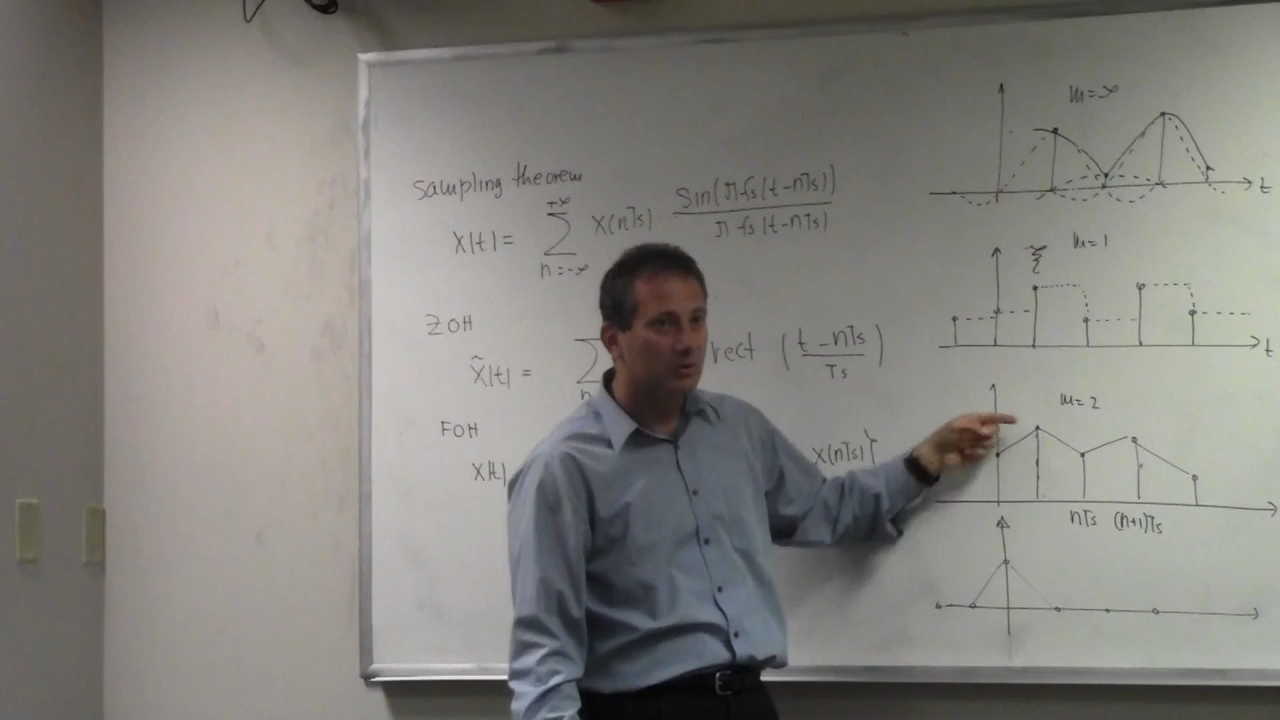 Sampling theorem
x(t) = +∞ Σ n=-∞ x(nTs) sin(π fs(t-nTs)) / π fs(t-nTs)
ZOH
x̃(t) = Σ n rect (t-nTs / Ts)
FOH
x(t) x(nTs)}
m=∞
t
m=1
t
m=2
nTs (n+1)Ts